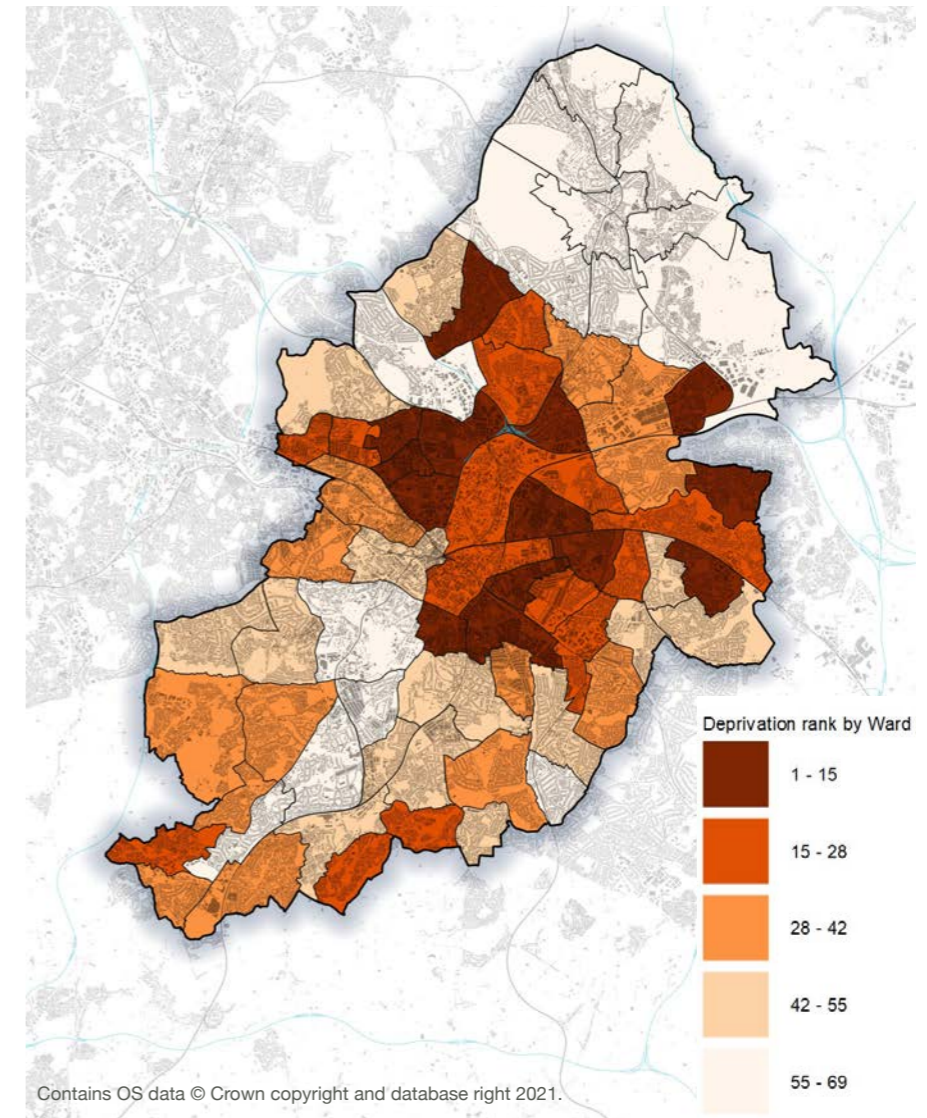 Deprivation rank by Ward
1 - 15
15 - 28
28 - 42
42 - 55
55 - 69
Contains OS data © Crown copyright and database right 2021.